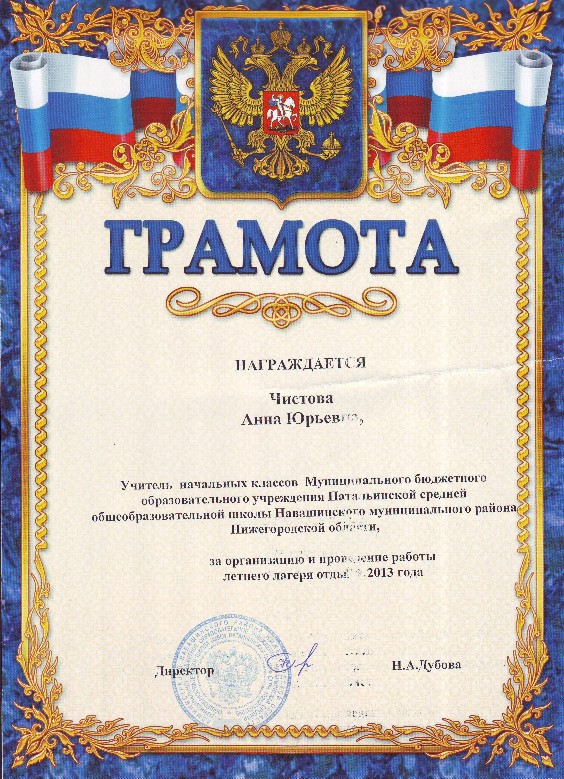 ГРАМОТА
НАГРАЖДАЕТСЯ
Чистова
Анна Юрьевна,
Учитель начальных классов Муниципального бюджетного
образовательного учреждения Натальинской средней
общеобразовательной школы Навашинского муниципального района
Нижегородской области,
за организацию и проведение работы
летнего лагеря 2013 года
Директор
Н.А.Дубова